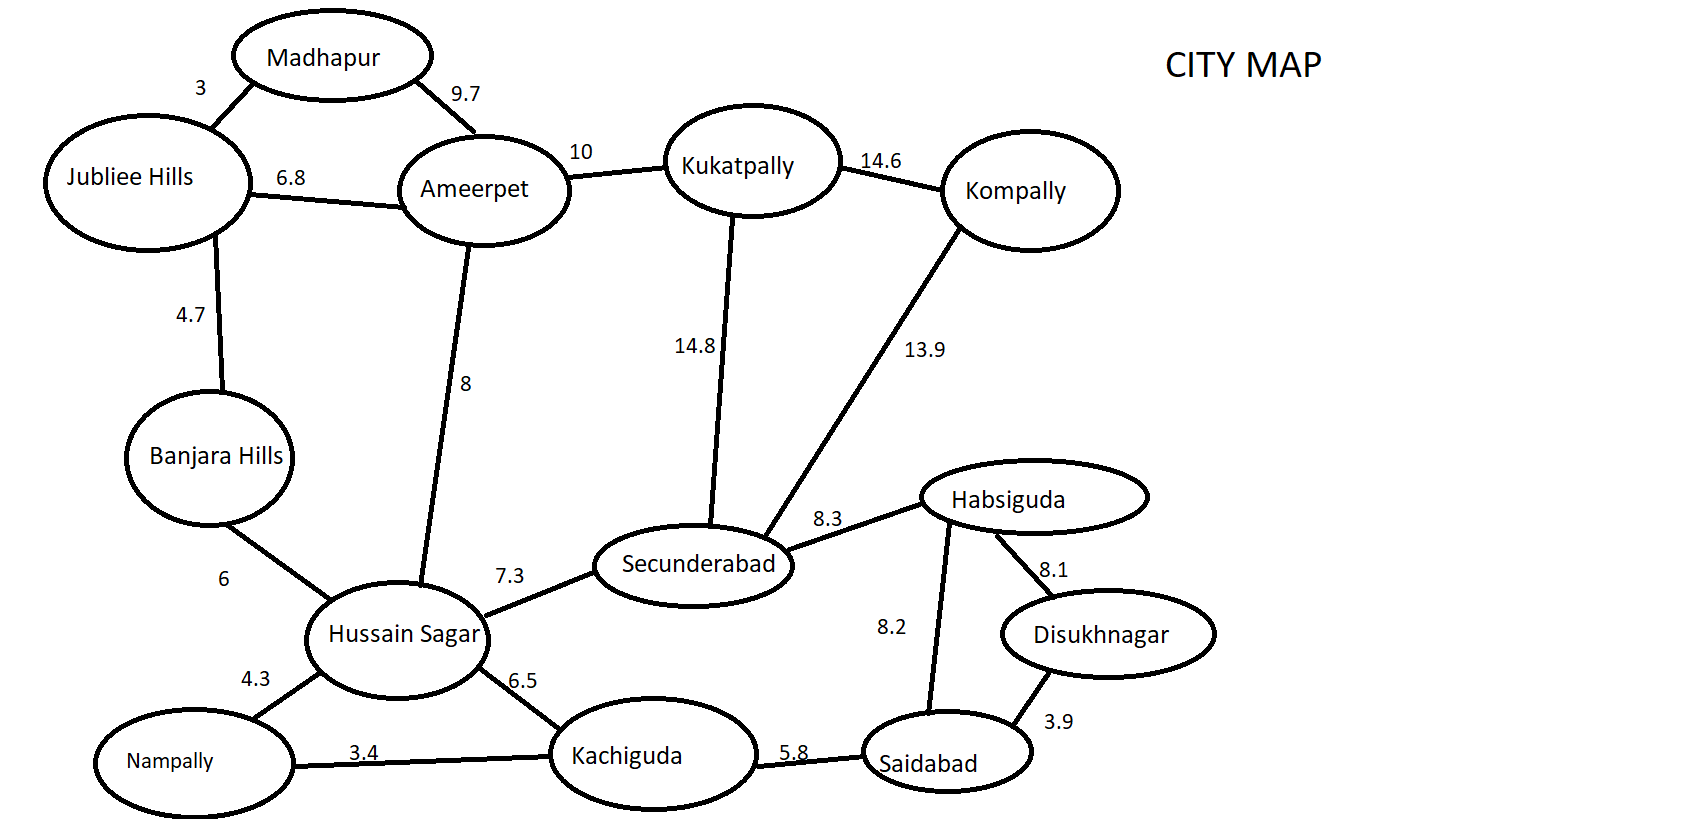 Madhapur
CITY MAP
3
9.7
10
14.6
Jubliee Hills
6.8
Ameerpet
Kukatpally
Kompally
4.7
14.8
13.9
8
Banjara Hills
Habsiguda
8.3
Secunderabad
6
7.3
8.1
8.2
Hussain Sagar
Disukhnagar
4.3
6.5
3.9
Nampally
3.4
Kachiguda
5.8
Saidabad